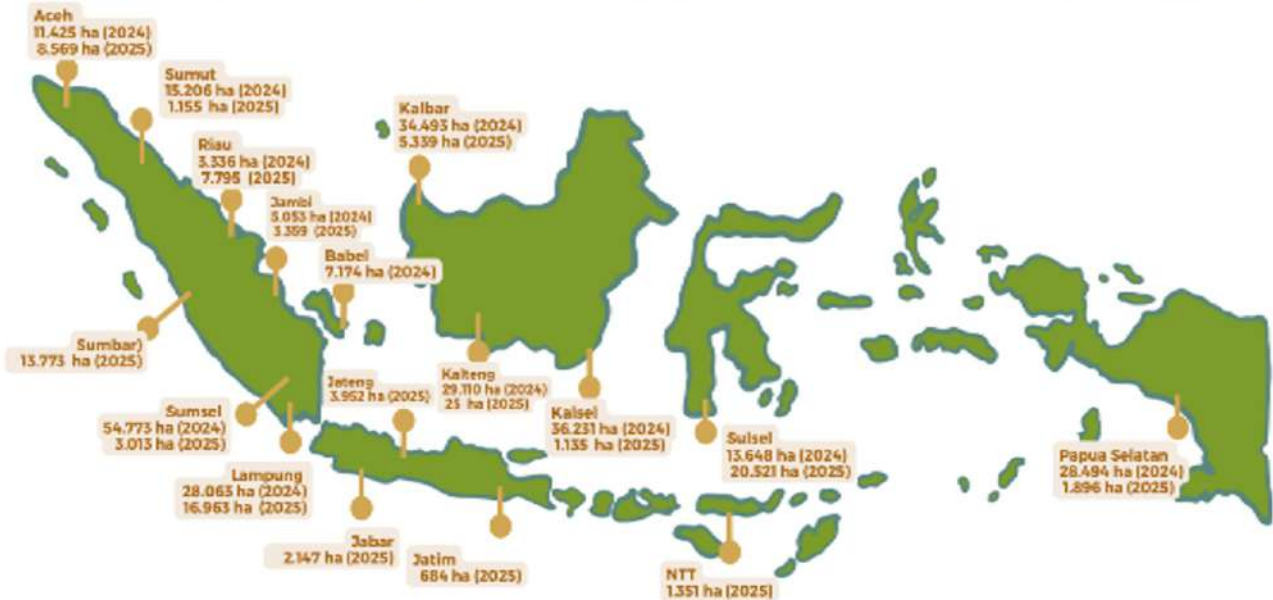 Aceh
11.425 ha (2024)
8.569 ha (2025)
Sumut
15.206 ha (2024)
1.155 ha (2025)
Riau
3.336 ha (2024)
7.795 (2025)
Jambi
5.053 ha (2024)
3.359 (2025)
Babel
7.174 ha (2024)
Kalbar
34.493 ha (2024)
5.339 ha (2025)
Sumbar)
13.773 ha (2025)
Sumsel
54.773 ha (2024)
3.013 ha (2025)
Lampung
28.063 ha (2024)
16.963 ha (2025)
Jateng
3.952 ha (2025)
Kalteng
29.110 ha (2024)
25 ha (2025)
Kalsel
36.231 ha (2024)
1.135 ha (2025)
Sulsel
13.648 ha (2024)
20.521 ha (2025)
Papua Selatan
28.494 ha (2024)
1.896 ha (2025)
Jabar
2.147 ha (2025)
Jatim
684 ha (2025)
NTT
1.351 ha (2025)